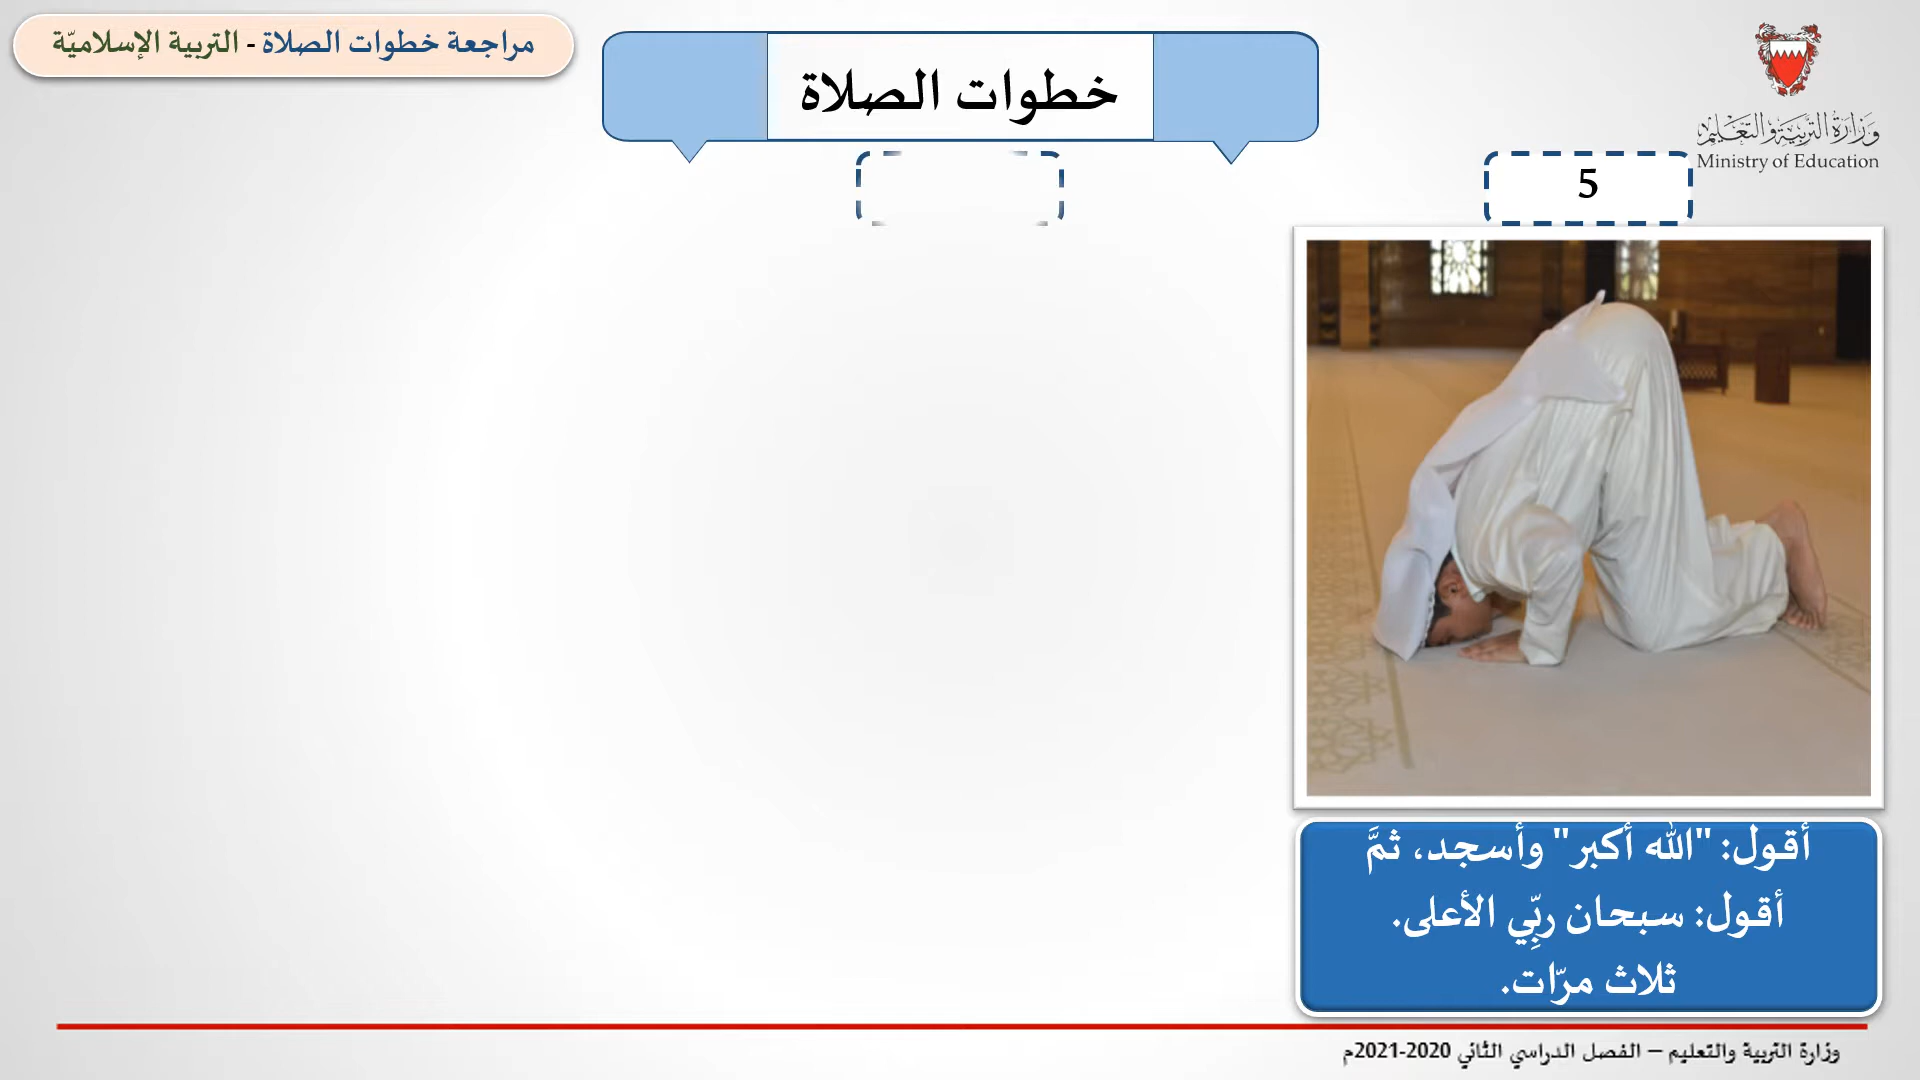 مراجعة خطوات الصلاة - التربية الإسلاميّة
خطوات الصلاة
وزارة التربية والتعليم
Ministry of Education
5
أقول: "الله أكبر" وأسجد، ثمَّ
أقول: سبحان ربِّي الأعلى.
ثلاث مرّات.
وزارة التربية والتعليم – الفصل الدراسي الثاني 2020-2021م